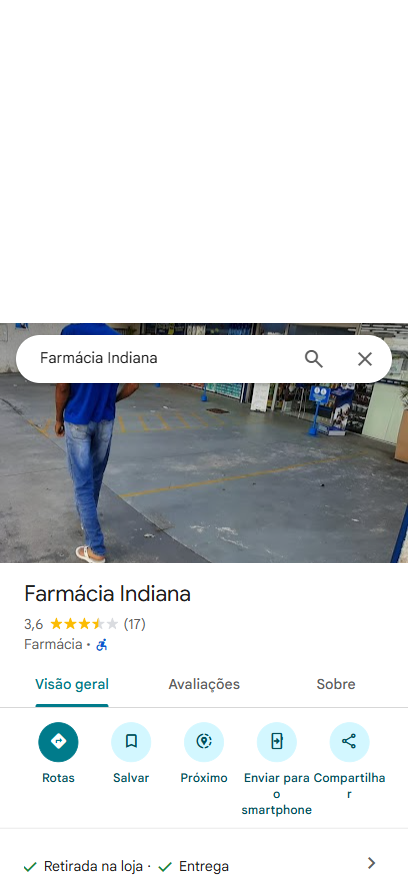 Farmácia Indiana
Farmácia Indiana
3,6 (17)
Farmácia ·
Visão geral Avaliações Sobre
Rotas Salvar Próximo Enviar para o smartphone Compartilhar
Retirada na loja · Entrega